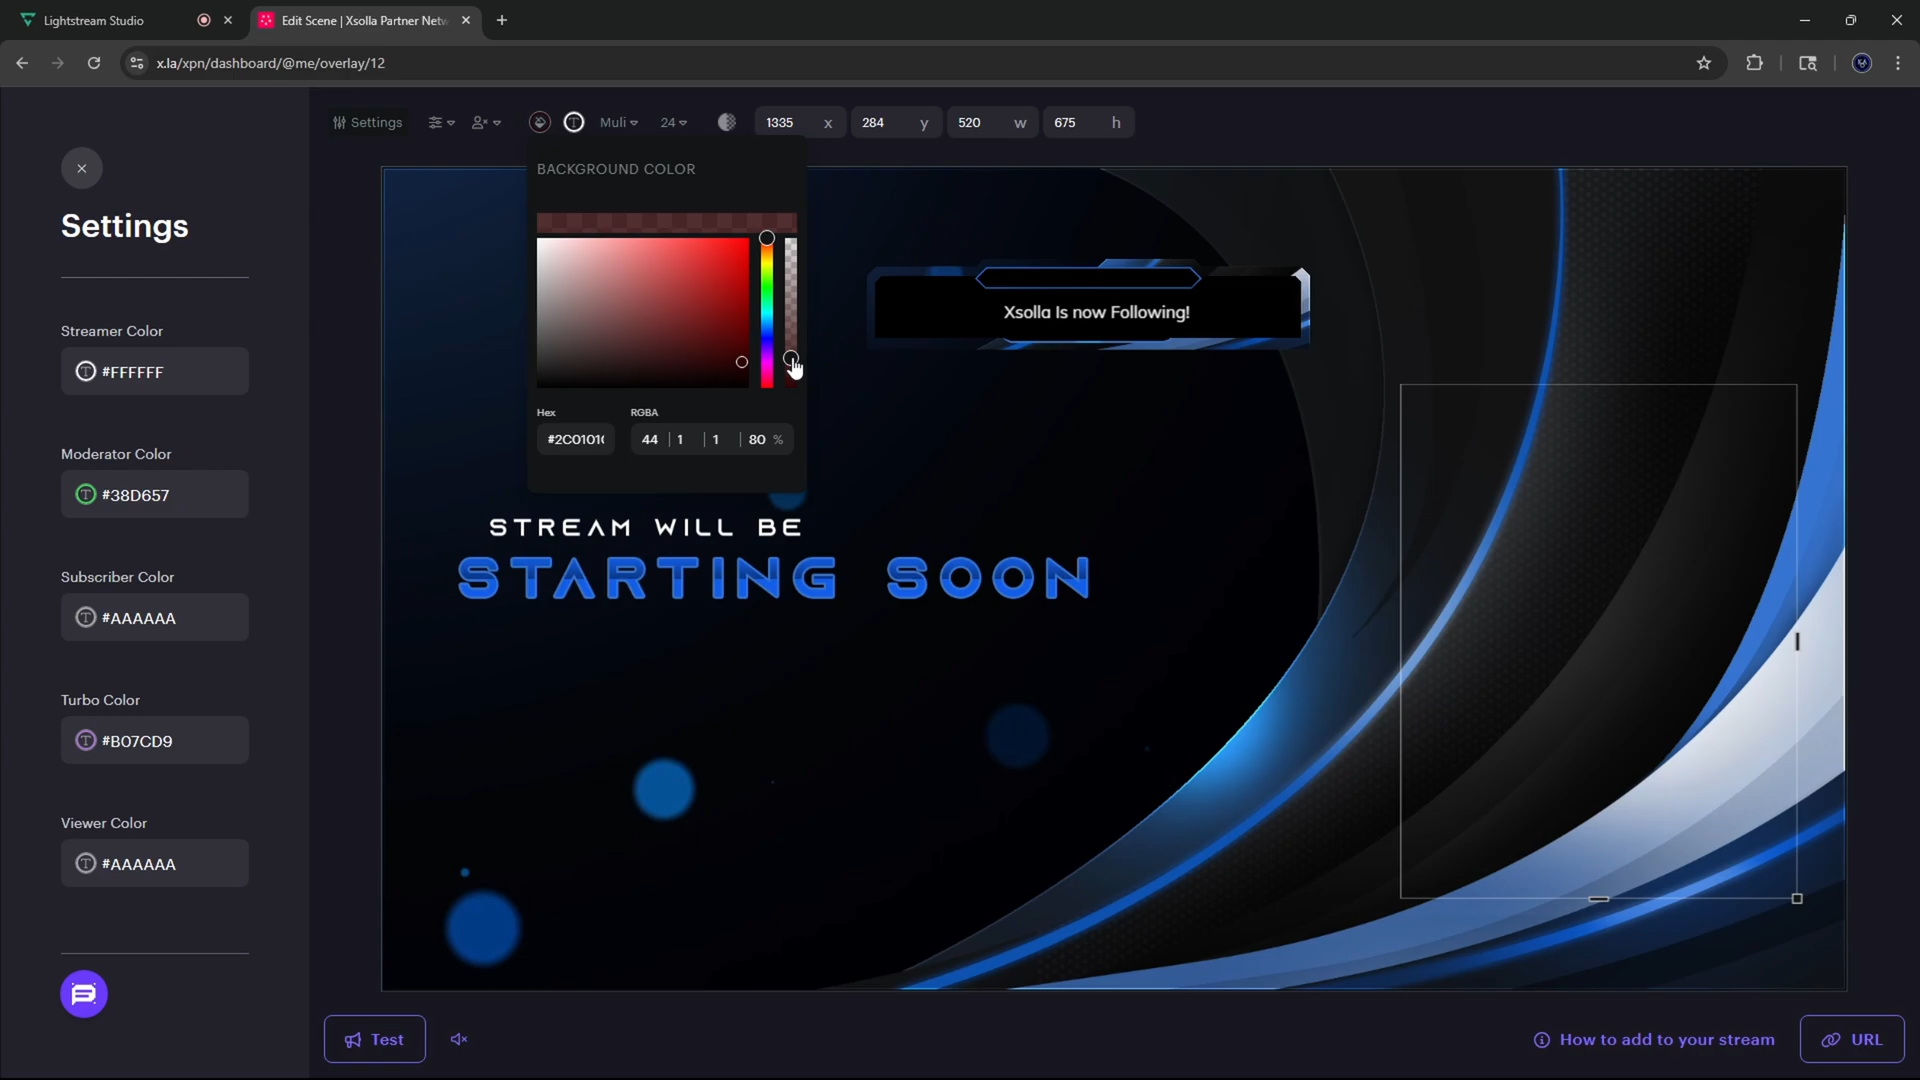 Lightstream Studio
Edit Scene | Xsolla Partner Netw
x.la/xpn/dashboard/@me/overlay/12
Settings
Muli
24
1335 x
284 y
520 w
675 h
Settings
Streamer Color
#FFFFFF
Moderator Color
#38D657
Subscriber Color
#AAAAAA
Turbo Color
#B07CD9
Viewer Color
#AAAAAA
BACKGROUND COLOR
Hex
RGBA
#2C0101
44 | 1 | 1 | 80 %
Xsolla Is now Following!
STREAM WILL BE
STARTING SOON
Test
How to add to your stream
URL